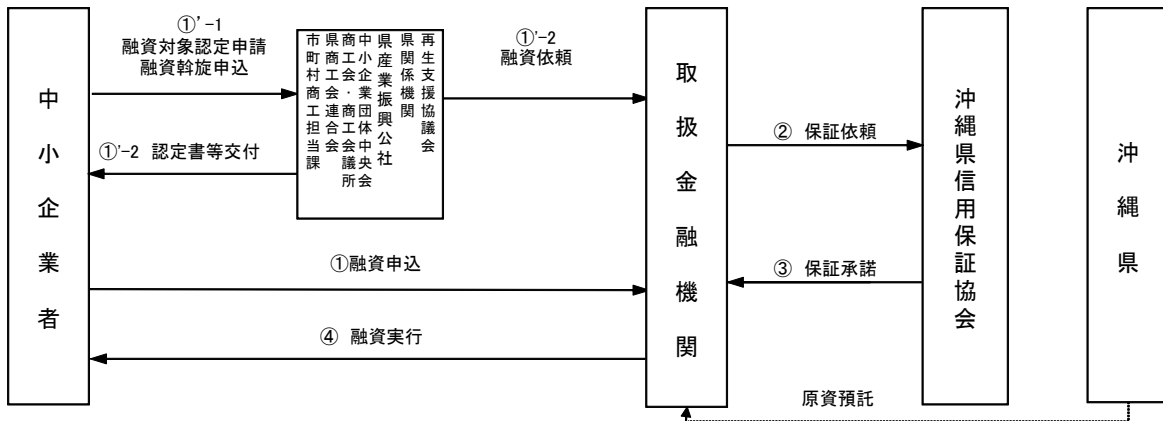 中小企業者
①’-1
融資対象認定申請
融資斡旋申込
①’-2 認定書等交付
再生支援協議会
県関係機関
県産業振興公社
中小企業団体中央会
商工会・商工会議所
県商工会連合会
市町村商工担当課
①’-2
融資依頼
①融資申込
④ 融資実行
取扱金融機関
② 保証依頼
③ 保証承諾
沖縄県信用保証協会
沖縄県
原資預託